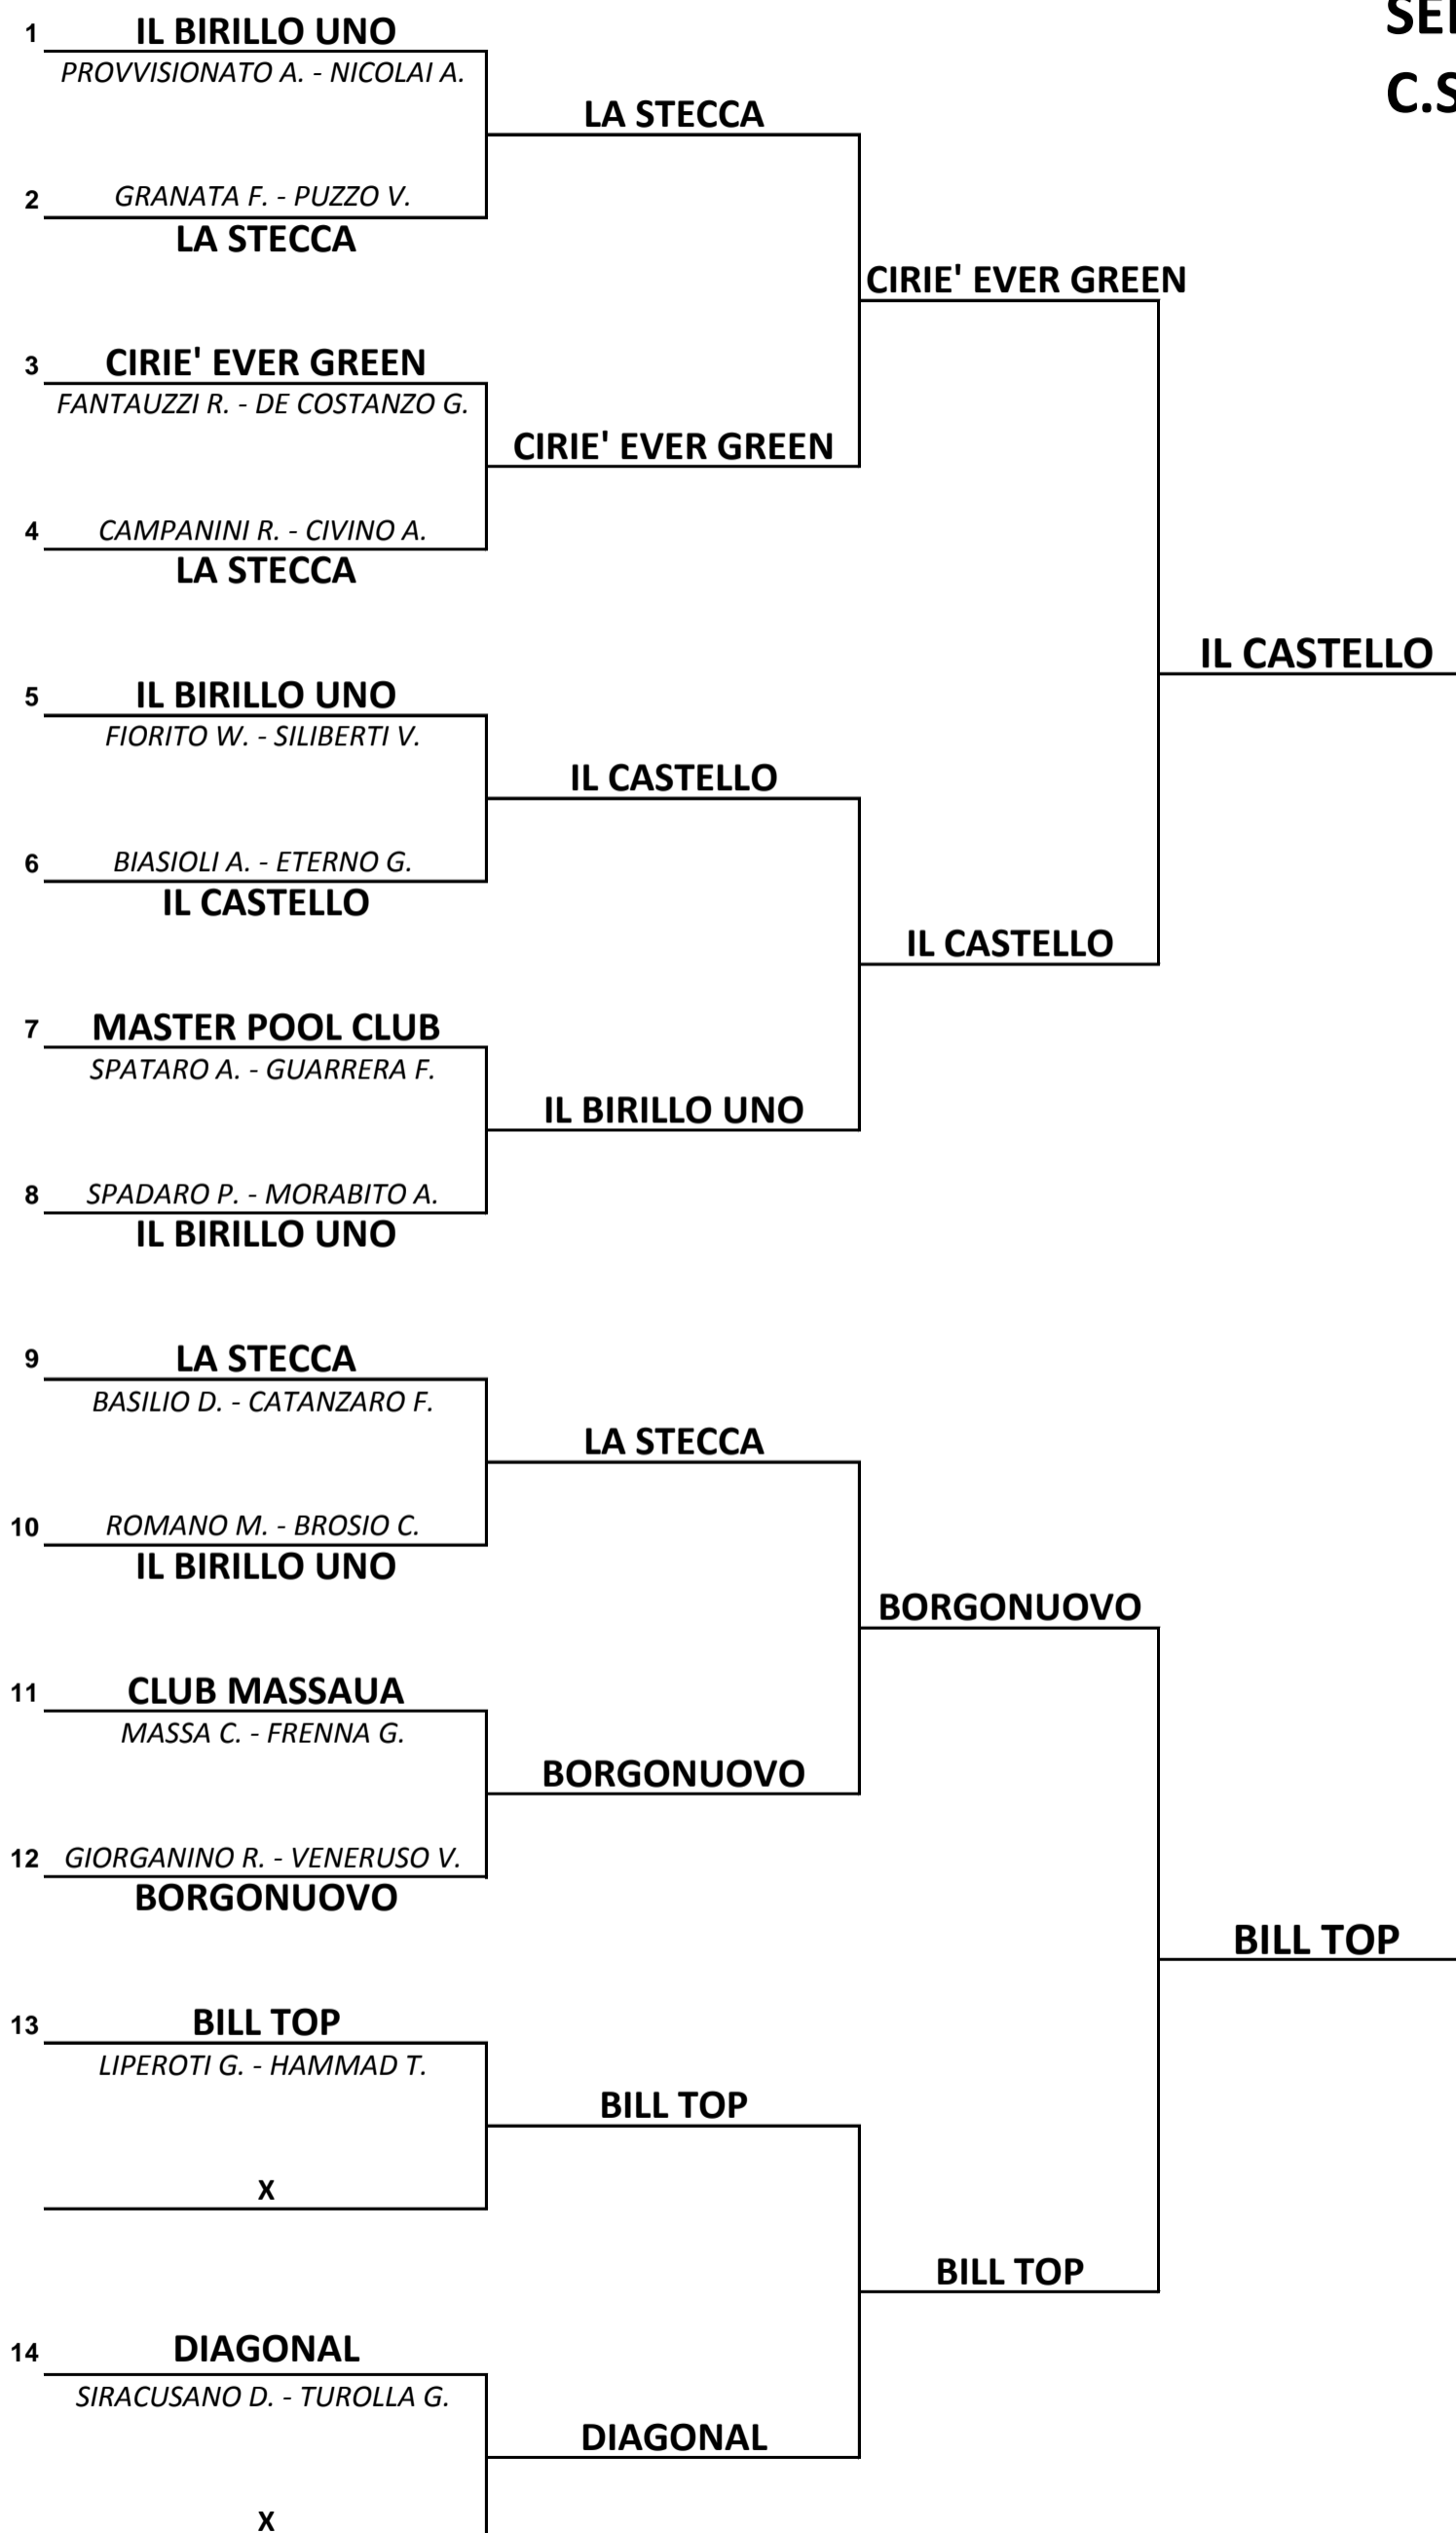 SE
C.S
1
IL BIRILLO UNO
PROVVISIONATO A. - NICOLAI A.
LA STECCA
2
GRANATA F. - PUZZO V.
LA STECCA
CIRIE' EVER GREEN
3
CIRIE' EVER GREEN
FANTAUZZI R. - DE COSTANZO G.
CIRIE' EVER GREEN
4
CAMPANINI R. - CIVINO A.
LA STECCA
IL CASTELLO
5
IL BIRILLO UNO
FIORITO W. - SILIBERTI V.
IL CASTELLO
6
BIASIOLI A. - ETERNO G.
IL CASTELLO
IL CASTELLO
7
MASTER POOL CLUB
SPATARO A. - GUARRERA F.
IL BIRILLO UNO
8
SPADARO P. - MORABITO A.
IL BIRILLO UNO
9
LA STECCA
BASILIO D. - CATANZARO F.
LA STECCA
10
ROMANO M. - BROSIO C.
IL BIRILLO UNO
BORGONUOVO
11
CLUB MASSAUA
MASSA C. - FRENNA G.
BORGONUOVO
12
GIORGANINO R. - VENERUSO V.
BORGONUOVO
BILL TOP
13
BILL TOP
LIPEROTI G. - HAMMAD T.
BILL TOP
X
BILL TOP
14
DIAGONAL
SIRACUSANO D. - TUROLLA G.
DIAGONAL
X